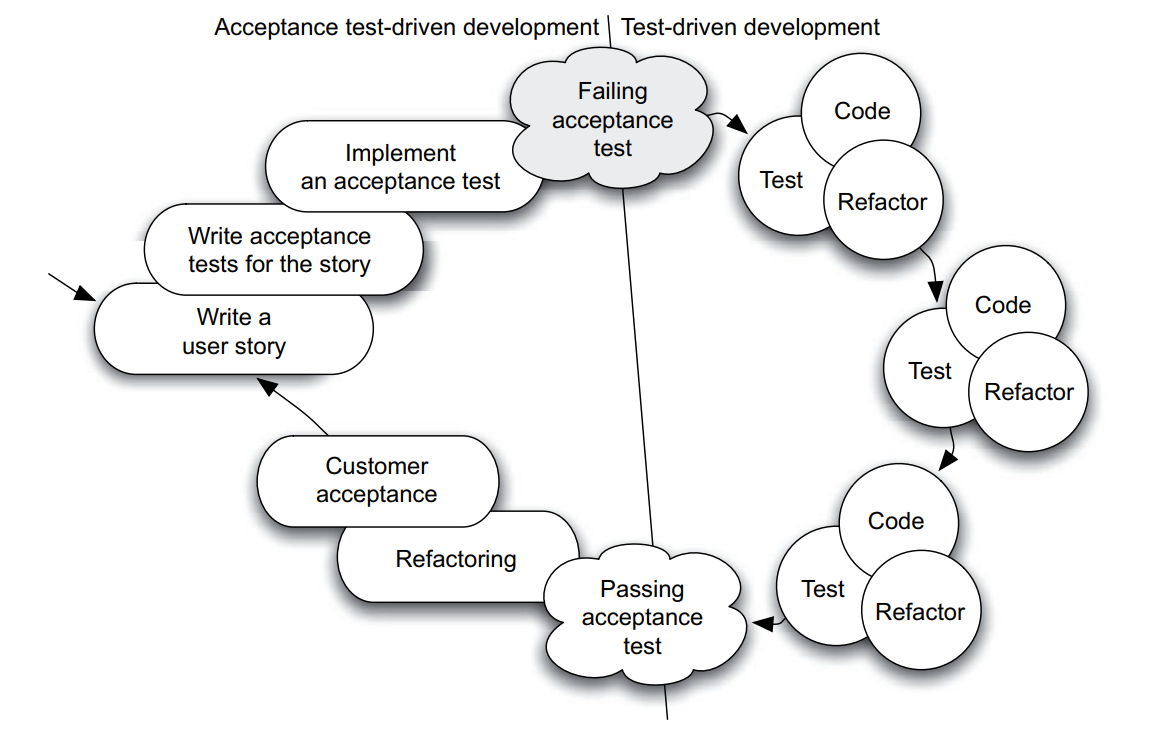 Acceptance test-driven development
Test-driven development
Failing
acceptance
test
Implement
an acceptance test
Write acceptance
tests for the story
Write a
user story
Code
Test
Refactor
Code
Test
Refactor
Code
Test
Refactor
Customer
acceptance
Refactoring
Passing
acceptance
test